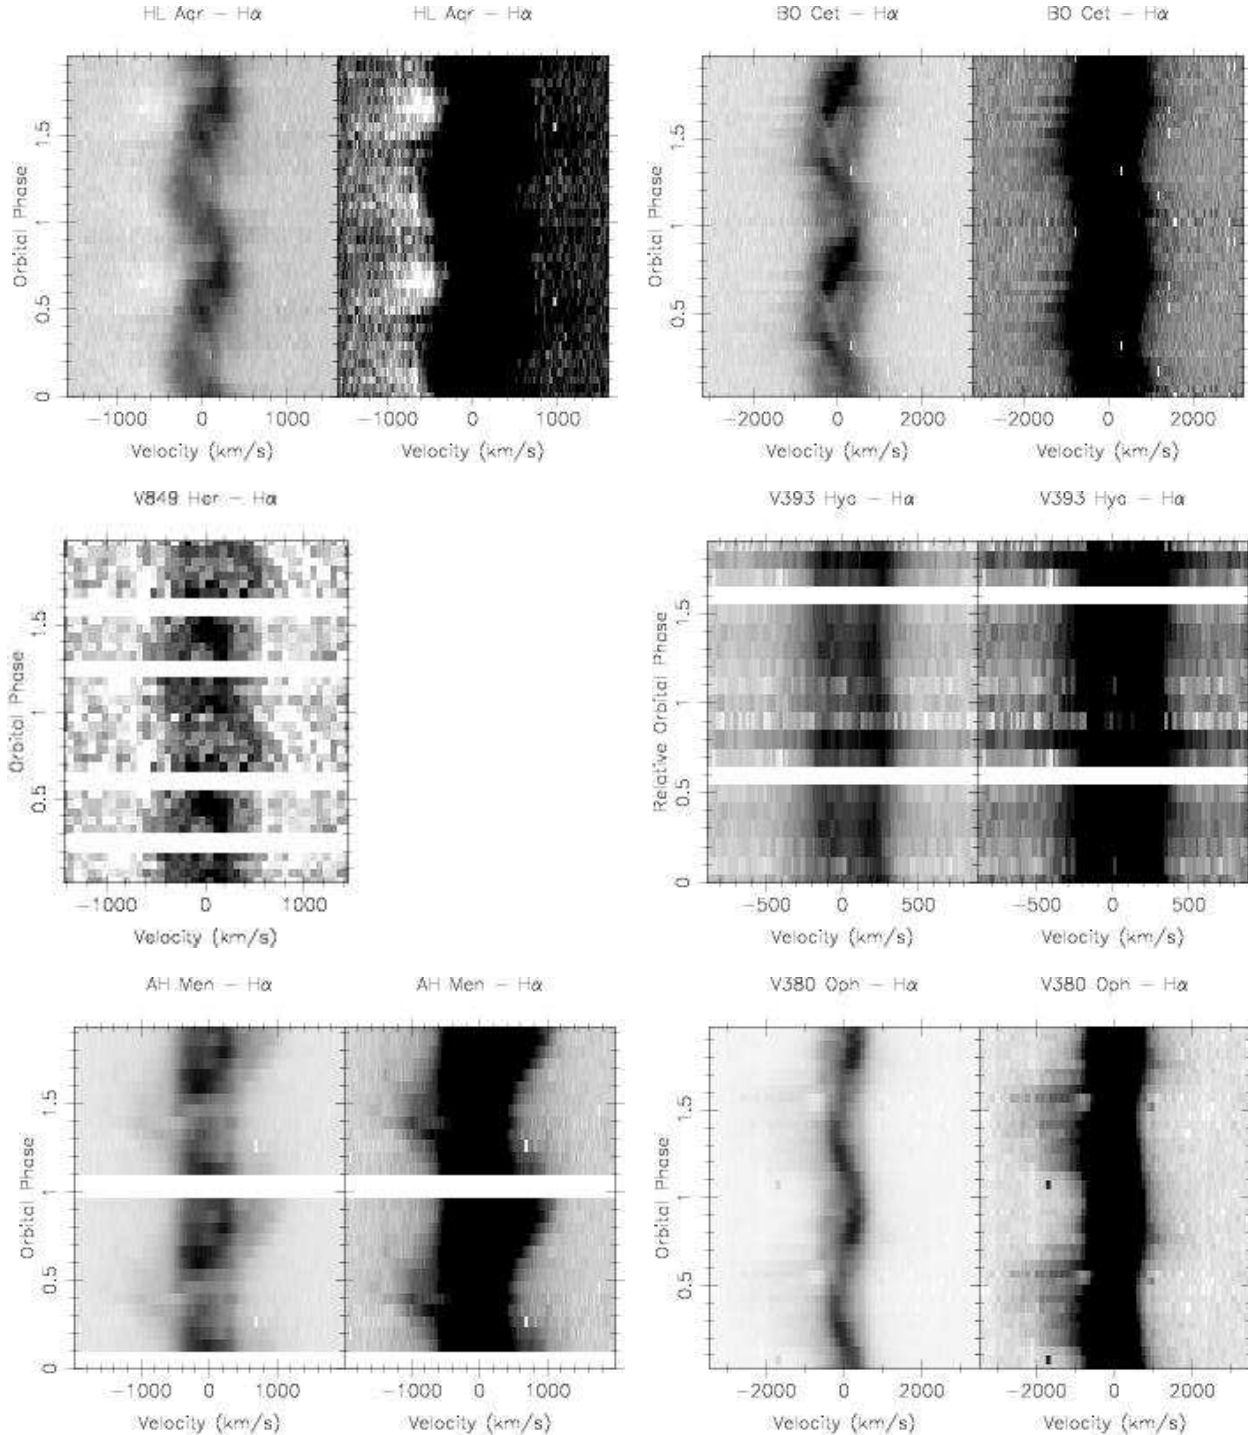 HL Aqr – Hα
HL Aqr – Hα
BO Cet – Hα
BO Cet – Hα
Orbital Phase
0 0.5 1 1.5
−1000 0 1000
−1000 0 1000
Velocity (km/s)
Velocity (km/s)
Orbital Phase
0 0.5 1 1.5
−2000 0 2000
−2000 0 2000
Velocity (km/s)
Velocity (km/s)
V849 Her – Hα
V393 Hya – Hα
V393 Hya – Hα
Orbital Phase
0.5 1 1.5
−1000 0 1000
Velocity (km/s)
Relative Orbital Phase
0 0.5 1 1.5
−500 0 500
−500 0 500
Velocity (km/s)
Velocity (km/s)
AH Men – Hα
AH Men – Hα
V380 Oph – Hα
V380 Oph – Hα
Orbital Phase
0 0.5 1 1.5
−1000 0 1000
−1000 0 1000
Velocity (km/s)
Velocity (km/s)
Orbital Phase
0.5 1 1.5
−2000 0 2000
−2000 0 2000
Velocity (km/s)
Velocity (km/s)